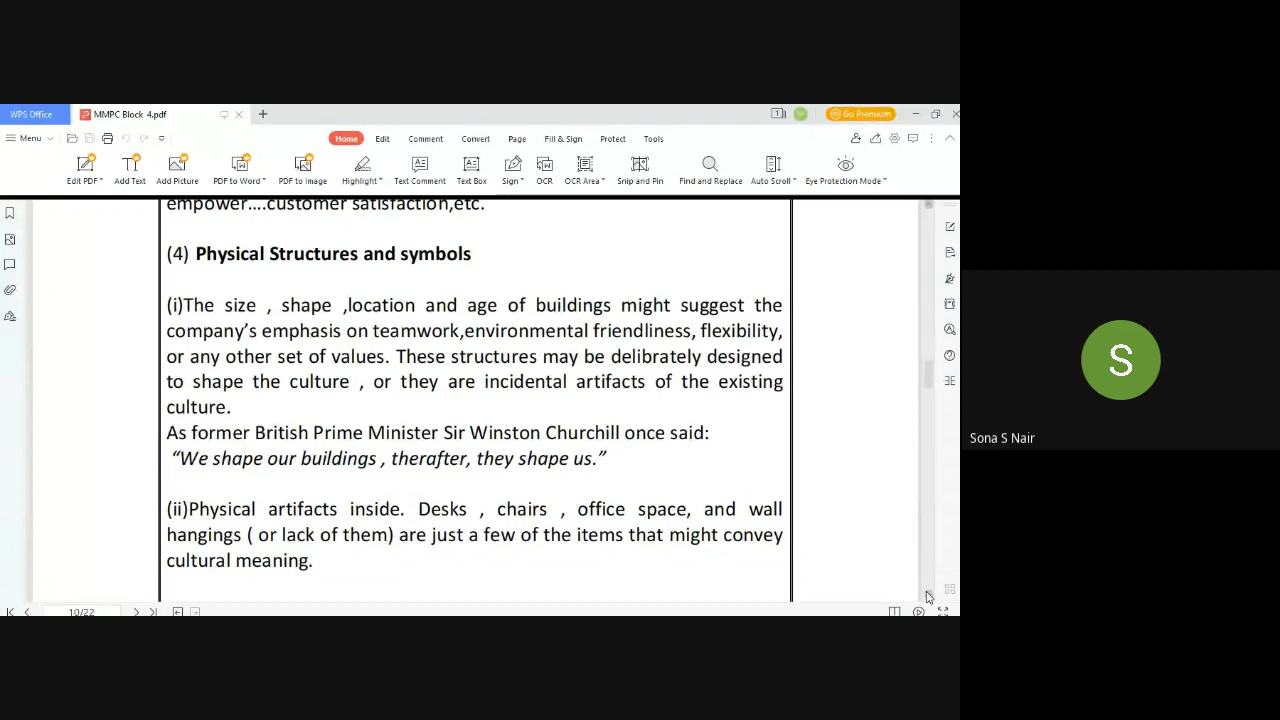 WPS Office
MMPC Block 4.pdf
Go Premium
Menu
Home
Edit
Comment
Convert
Page
Fill & Sign
Protect
Tools
Edit PDF
Add Text
Add Picture
PDF to Word
PDF to Image
Highlight
Text Comment
Text Box
Sign
OCR
OCR Area
Snip and Pin
Find and Replace
Auto Scroll
Eye Protection Mode
empower....customer satisfaction,etc.
(4) Physical Structures and symbols
(i)The size , shape ,location and age of buildings might suggest the
company’s emphasis on teamwork,environmental friendliness, flexibility,
or any other set of values. These structures may be delibrately designed
to shape the culture , or they are incidental artifacts of the existing
culture.
As former British Prime Minister Sir Winston Churchill once said:
“We shape our buildings , therafter, they shape us.”
(ii)Physical artifacts inside. Desks , chairs , office space, and wall
hangings ( or lack of them) are just a few of the items that might convey
cultural meaning.
10/22
S
Sona S Nair